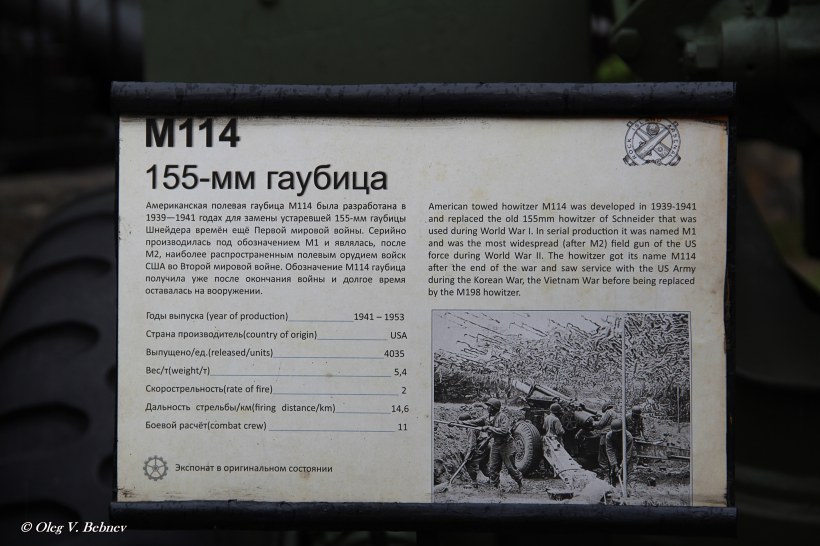 M114
155-мм гаубица
Американская полевая гаубица М114 была разработана в
1939—1941 годах для замены устаревшей 155-мм гаубицы
Шнейдера времён ещё Первой мировой войны. Серийно
производилась под обозначением М1 и являлась, после
М2, наиболее распространенным полевым орудием войск
США во Второй мировой войне. Обозначение М114 гаубица
получила уже после окончания войны и долгое время
оставалась на вооружении.
Годы выпуска (year of production) 1941 – 1953
Страна производитель(country of origin) USA
Выпущено/ед.(released/units) 4035
Вес/т(weight/т) 5,4
Скорострельность(rate of fire) 2
Дальность стрельбы/км(firing distance/km) 14,6
Боевой расчёт(combat crew) 11
Экспонат в оригинальном состоянии
American towed howitzer M114 was developed in 1939-1941
and replaced the old 155mm howitzer of Schneider that was
used during World War I. In serial production it was named M1
and was the most widespread (after M2) field gun of the US
force during World War II. The howitzer got its name M114
after the end of the war and saw service with the US Army
during the Korean War, the Vietnam War before being replaced
by the M198 howitzer.
© Oleg V. Bebnev